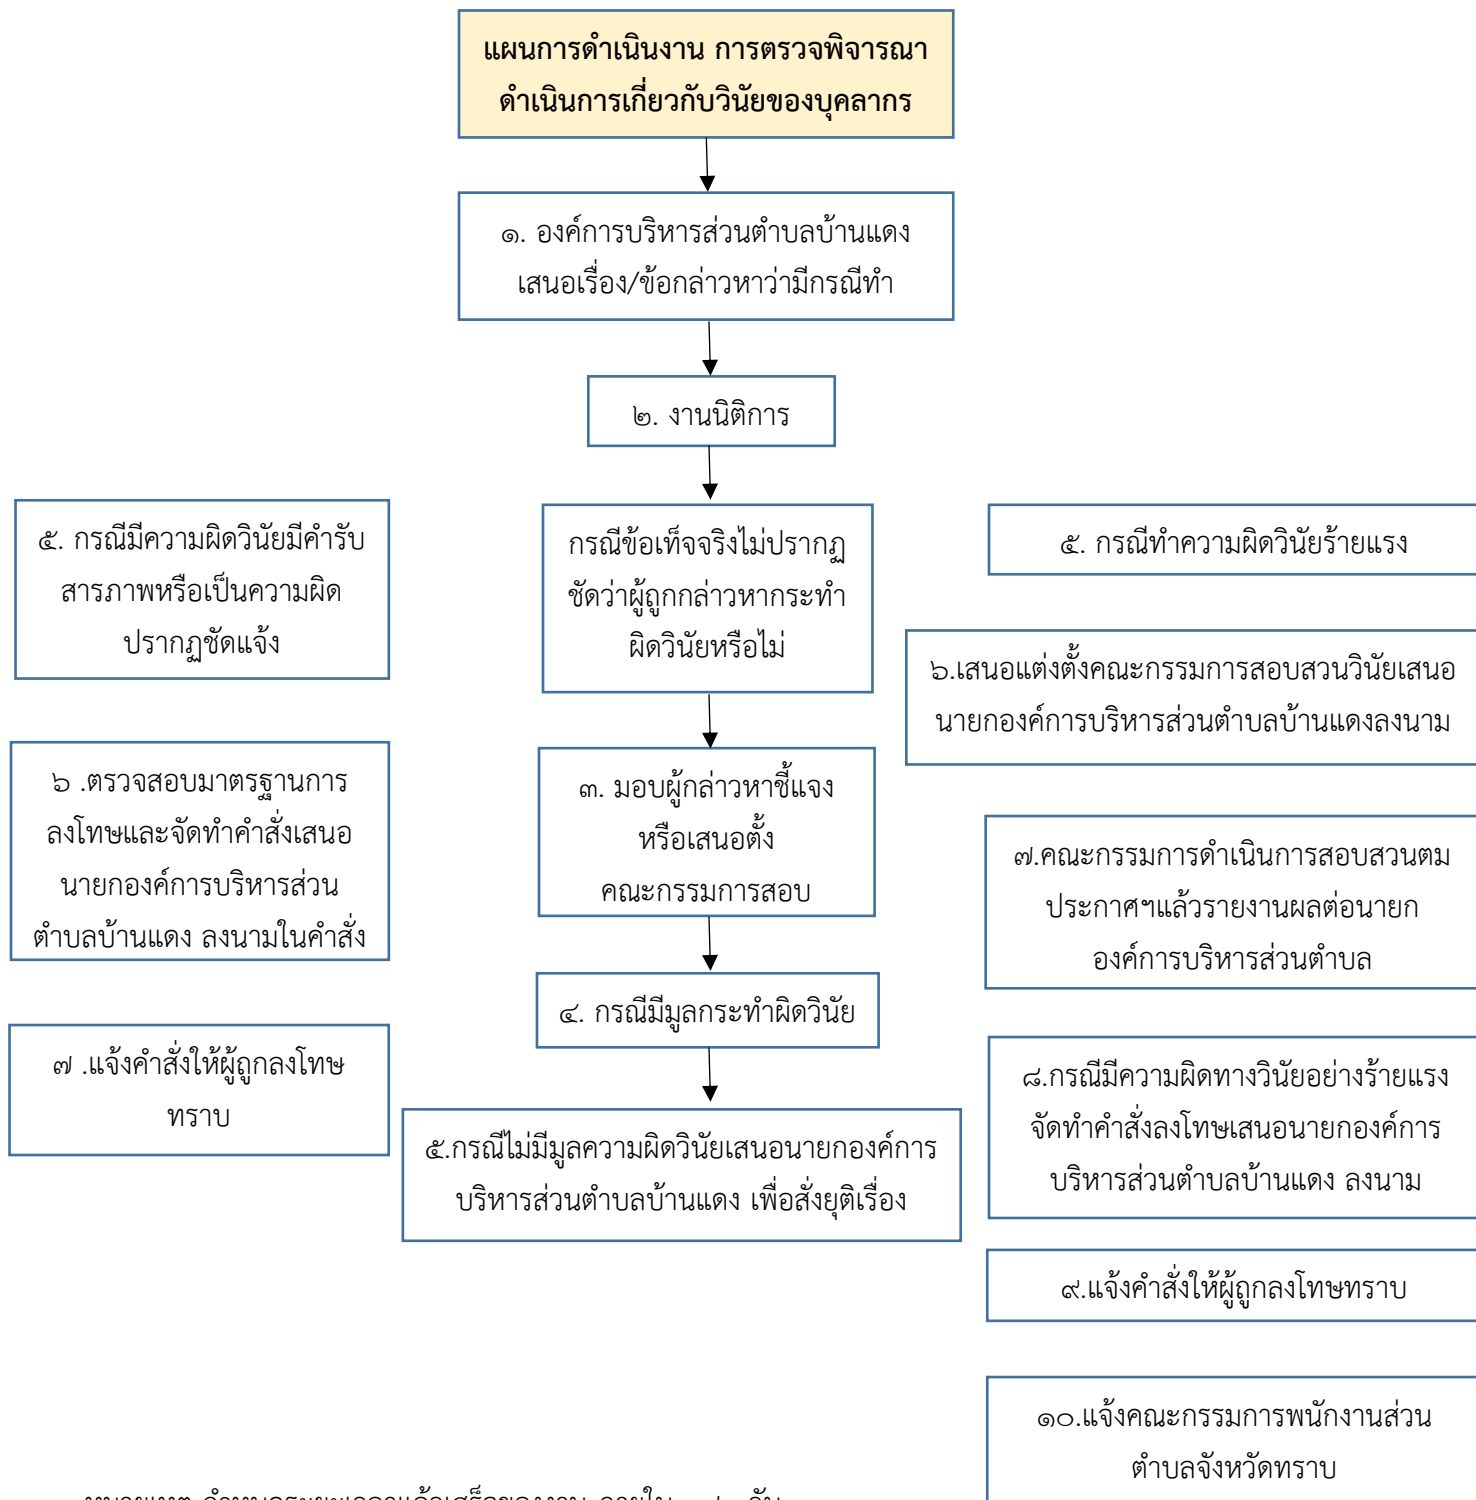 แผนการดำเนินงาน การตรวจพิจารณา
ดำเนินการเกี่ยวกับวินัยของบุคลากร
๑. องค์การบริหารส่วนตำบลบ้านแดง
เสนอเรื่อง/ข้อกล่าวหาว่ามีกรณีทำ
๒. งานนิติการ
กรณีข้อเท็จจริงไม่ปรากฏ
ชัดว่าผู้ถูกกล่าวหากระทำ
ผิดวินัยหรือไม่
๓. มอบผู้กล่าวหาชี้แจง
หรือเสนอตั้ง
คณะกรรมการสอบ
๔. กรณีมีมูลกระทำผิดวินัย
๕.กรณีไม่มีมูลความผิดวินัยเสนอนายกองค์การ
บริหารส่วนตำบลบ้านแดง เพื่อสั่งยุติเรื่อง
๕. กรณีมีความผิดวินัยมีคำรับ
สารภาพหรือเป็นความผิด
ปรากฏชัดแจ้ง
๖ .ตรวจสอบมาตรฐานการ
ลงโทษและจัดทำคำสั่งเสนอ
นายกองค์การบริหารส่วน
ตำบลบ้านแดง ลงนามในคำสั่ง
๗ .แจ้งคำสั่งให้ผู้ถูกลงโทษ
ทราบ
๕. กรณีทำความผิดวินัยร้ายแรง
๖.เสนอแต่งตั้งคณะกรรมการสอบสวนวินัยเสนอ
นายกองค์การบริหารส่วนตำบลบ้านแดงลงนาม
๗.คณะกรรมการดำเนินการสอบสวนตม
ประกาศฯแล้วรายงานผลต่อนายก
องค์การบริหารส่วนตำบล
๘.กรณีมีความผิดทางวินัยอย่างร้ายแรง
จัดทำคำสั่งลงโทษเสนอนายกองค์การ
บริหารส่วนตำบลบ้านแดง ลงนาม
๙.แจ้งคำสั่งให้ผู้ถูกลงโทษทราบ
๑๐.แจ้งคณะกรรมการพนักงานส่วน
ตำบลจังหวัดทราบ